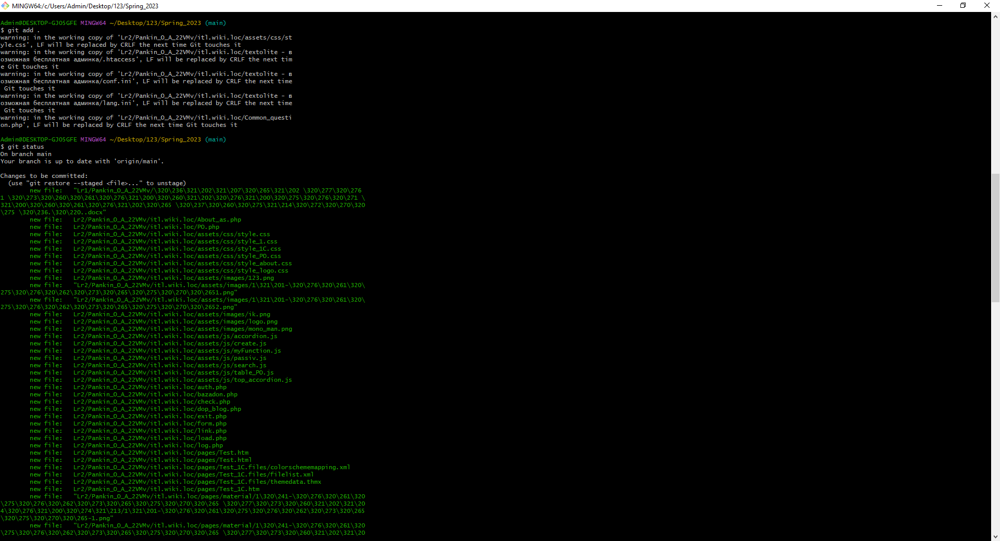 MINGW64:/c/Users/Admin/Desktop/123/Spring_2023
Admin@DESKTOP-GJO5GFE MINGW64 ~/Desktop/123/Spring_2023 (main)
$ git add .
warning: in the working copy of 'Lr2/Pankin_O_A_22VMv/itl.wiki.loc/assets/css/st
yle.css', LF will be replaced by CRLF the next time Git touches it
warning: in the working copy of 'Lr2/Pankin_O_A_22VMv/itl.wiki.loc/textolite - в
озможная бесплатная админка/.htaccess', LF will be replaced by CRLF the next tim
e Git touches it
warning: in the working copy of 'Lr2/Pankin_O_A_22VMv/itl.wiki.loc/textolite - в
озможная бесплатная админка/conf.ini', LF will be replaced by CRLF the next time
 Git touches it
warning: in the working copy of 'Lr2/Pankin_O_A_22VMv/itl.wiki.loc/textolite - в
озможная бесплатная админка/lang.ini', LF will be replaced by CRLF the next time
 Git touches it
warning: in the working copy of 'Lr2/Pankin_O_A_22VMv/itl.wiki.loc/Common_questi
on.php', LF will be replaced by CRLF the next time Git touches it
Admin@DESKTOP-GJO5GFE MINGW64 ~/Desktop/123/Spring_2023 (main)
$ git status
On branch main
Your branch is up to date with 'origin/main'.
Changes to be committed:
  (use "git restore --staged <file>..." to unstage)
        new file:   "Lr1/Pankin_O_A_22VMv/\320\236\321\202\321\207\320\265\321\202 \320\277\320\276
1 \320\273\320\260\320\261\320\276\321\200\320\260\321\202\320\276\321\200\320\275\320\276\320\271 \
321\200\320\260\320\261\320\276\321\202\320\265 \320\237\320\260\320\275\321\214\320\272\320\270\320
\275 \320\236.\320\220..docx"
        new file:   Lr2/Pankin_O_A_22VMv/itl.wiki.loc/About_as.php
        new file:   Lr2/Pankin_O_A_22VMv/itl.wiki.loc/PO.php
        new file:   Lr2/Pankin_O_A_22VMv/itl.wiki.loc/assets/css/style.css
        new file:   Lr2/Pankin_O_A_22VMv/itl.wiki.loc/assets/css/style_1.css
        new file:   Lr2/Pankin_O_A_22VMv/itl.wiki.loc/assets/css/style_1C.css
        new file:   Lr2/Pankin_O_A_22VMv/itl.wiki.loc/assets/css/style_PO.css
        new file:   Lr2/Pankin_O_A_22VMv/itl.wiki.loc/assets/css/style_about.css
        new file:   Lr2/Pankin_O_A_22VMv/itl.wiki.loc/assets/css/style_logo.css
        new file:   Lr2/Pankin_O_A_22VMv/itl.wiki.loc/assets/images/123.png
        new file:   "Lr2/Pankin_O_A_22VMv/itl.wiki.loc/assets/images/1\321\201-\320\276\320\261\320\
275\320\276\320\262\320\273\320\265\320\275\320\270\320\2651.png"
        new file:   "Lr2/Pankin_O_A_22VMv/itl.wiki.loc/assets/images/1\321\201-\320\276\320\261\320\
275\320\276\320\262\320\273\320\265\320\275\320\270\320\2652.png"
        new file:   Lr2/Pankin_O_A_22VMv/itl.wiki.loc/assets/images/ik.png
        new file:   Lr2/Pankin_O_A_22VMv/itl.wiki.loc/assets/images/logo.png
        new file:   Lr2/Pankin_O_A_22VMv/itl.wiki.loc/assets/images/mono_man.png
        new file:   Lr2/Pankin_O_A_22VMv/itl.wiki.loc/assets/js/accordion.js
        new file:   Lr2/Pankin_O_A_22VMv/itl.wiki.loc/assets/js/create.js
        new file:   Lr2/Pankin_O_A_22VMv/itl.wiki.loc/assets/js/myFunction.js
        new file:   Lr2/Pankin_O_A_22VMv/itl.wiki.loc/assets/js/passiv.js
        new file:   Lr2/Pankin_O_A_22VMv/itl.wiki.loc/assets/js/search.js
        new file:   Lr2/Pankin_O_A_22VMv/itl.wiki.loc/assets/js/table_PO.js
        new file:   Lr2/Pankin_O_A_22VMv/itl.wiki.loc/assets/js/top_accordion.js
        new file:   Lr2/Pankin_O_A_22VMv/itl.wiki.loc/auth.php
        new file:   Lr2/Pankin_O_A_22VMv/itl.wiki.loc/bazadon.php
        new file:   Lr2/Pankin_O_A_22VMv/itl.wiki.loc/check.php
        new file:   Lr2/Pankin_O_A_22VMv/itl.wiki.loc/dop_blog.php
        new file:   Lr2/Pankin_O_A_22VMv/itl.wiki.loc/exit.php
        new file:   Lr2/Pankin_O_A_22VMv/itl.wiki.loc/form.php
        new file:   Lr2/Pankin_O_A_22VMv/itl.wiki.loc/link.php
        new file:   Lr2/Pankin_O_A_22VMv/itl.wiki.loc/load.php
        new file:   Lr2/Pankin_O_A_22VMv/itl.wiki.loc/log.php
        new file:   Lr2/Pankin_O_A_22VMv/itl.wiki.loc/pages/Test.htm
        new file:   Lr2/Pankin_O_A_22VMv/itl.wiki.loc/pages/Test.html
        new file:   Lr2/Pankin_O_A_22VMv/itl.wiki.loc/pages/Test_1C.files/colorschememapping.xml
        new file:   Lr2/Pankin_O_A_22VMv/itl.wiki.loc/pages/Test_1C.files/filelist.xml
        new file:   Lr2/Pankin_O_A_22VMv/itl.wiki.loc/pages/Test_1C.files/themedata.thmx
        new file:   Lr2/Pankin_O_A_22VMv/itl.wiki.loc/pages/Test_1C.htm
        new file:   "Lr2/Pankin_O_A_22VMv/itl.wiki.loc/pages/material/1\320\241-\320\276\320\261\320
\275\320\276\320\262\320\273\320\265\320\275\320\270\320\265 \320\277\320\273\320\260\321\202\321\20
4\320\276\321\200\320\274\321\213/1\321\201-\320\276\320\261\320\275\320\276\320\262\320\273\320\265
\320\275\320\270\320\265-1.png"
        new file:   "Lr2/Pankin_O_A_22VMv/itl.wiki.loc/pages/material/1\320\241-\320\276\320\261\320
\275\320\276\320\262\320\273\320\265\320\275\320\270\320\265 \320\277\320\273\320\260\321\202\321\20